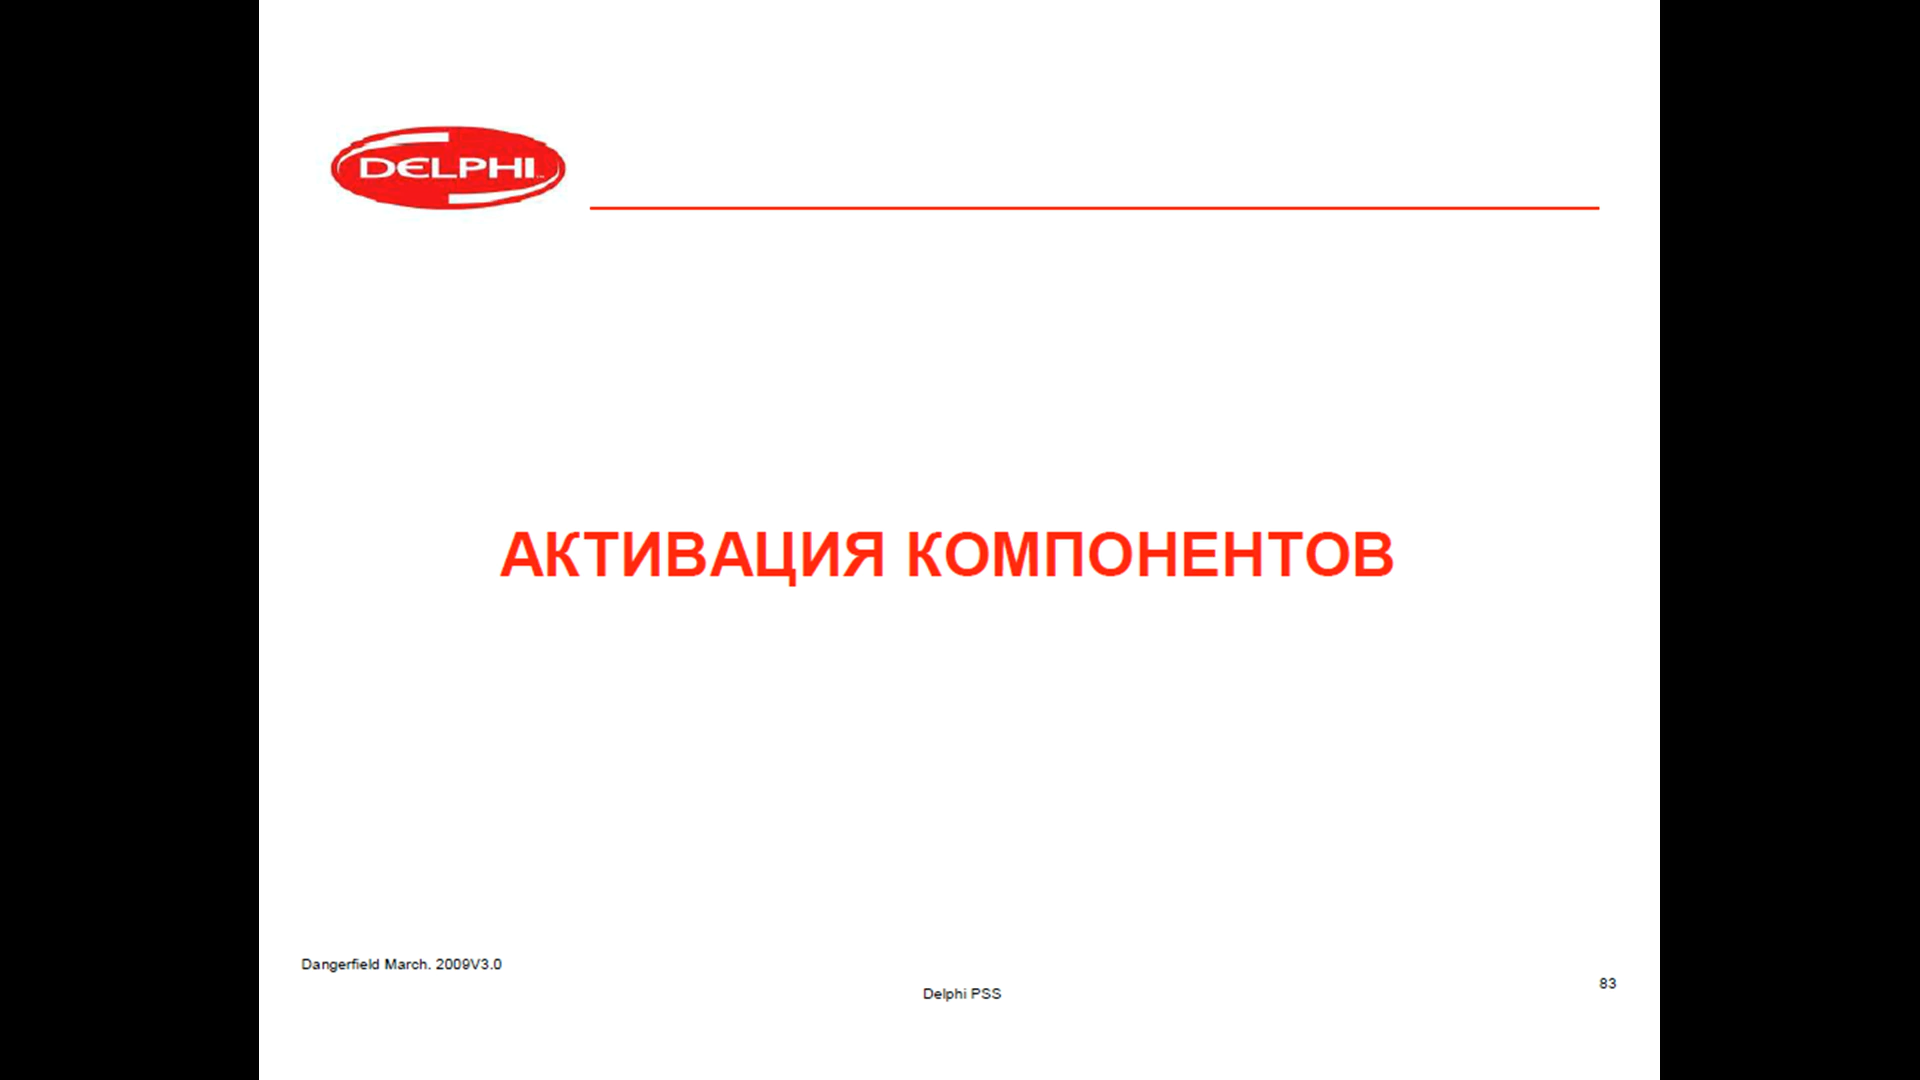 DELPHI
АКТИВАЦИЯ КОМПОНЕНТОВ
Dangerfield March. 2009V3.0
Delphi PSS
83